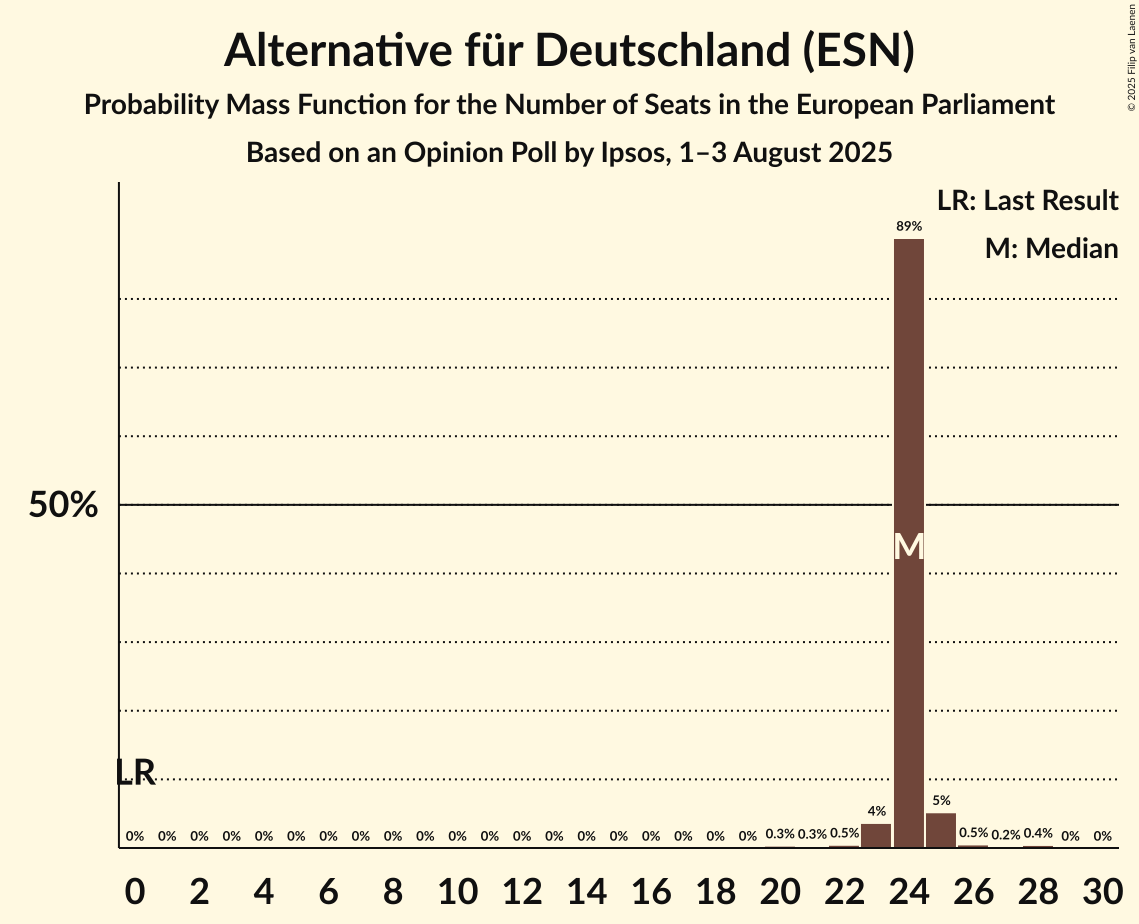 Alternative für Deutschland (ESN)
Probability Mass Function for the Number of Seats in the European Parliament
Based on an Opinion Poll by Ipsos, 1–3 August 2025
© 2025 Filip van Laenen
LR: Last Result
M: Median
89%
50%
M
LR
0% 0% 0% 0% 0% 0% 0% 0% 0% 0% 0% 0% 0% 0% 0% 0% 0% 0% 0% 0% 0.3% 0.3% 0.5% 4% 5% 0.5% 0.2% 0.4% 0% 0%
0 2 4 6 8 10 12 14 16 18 20 22 24 26 28 30